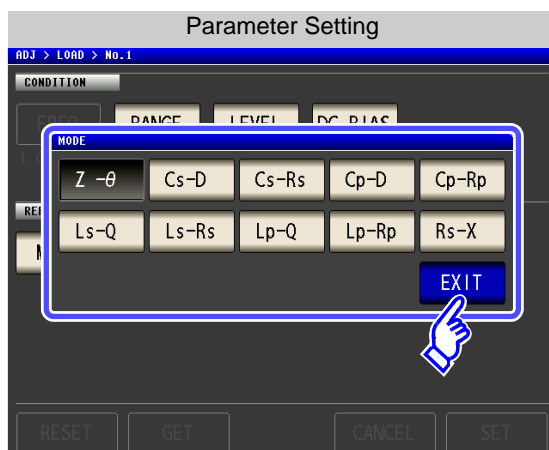 Parameter Setting
ADJ > LOAD > No.1
CONDITION
RANGE LEVEL DC BIAS
MODE
Z -θ Cs-D Cs-Rs Cp-D Cp-Rp
Ls-Q Ls-Rs Lp-Q Lp-Rp Rs-X
EXIT
RESET GET CANCEL SET